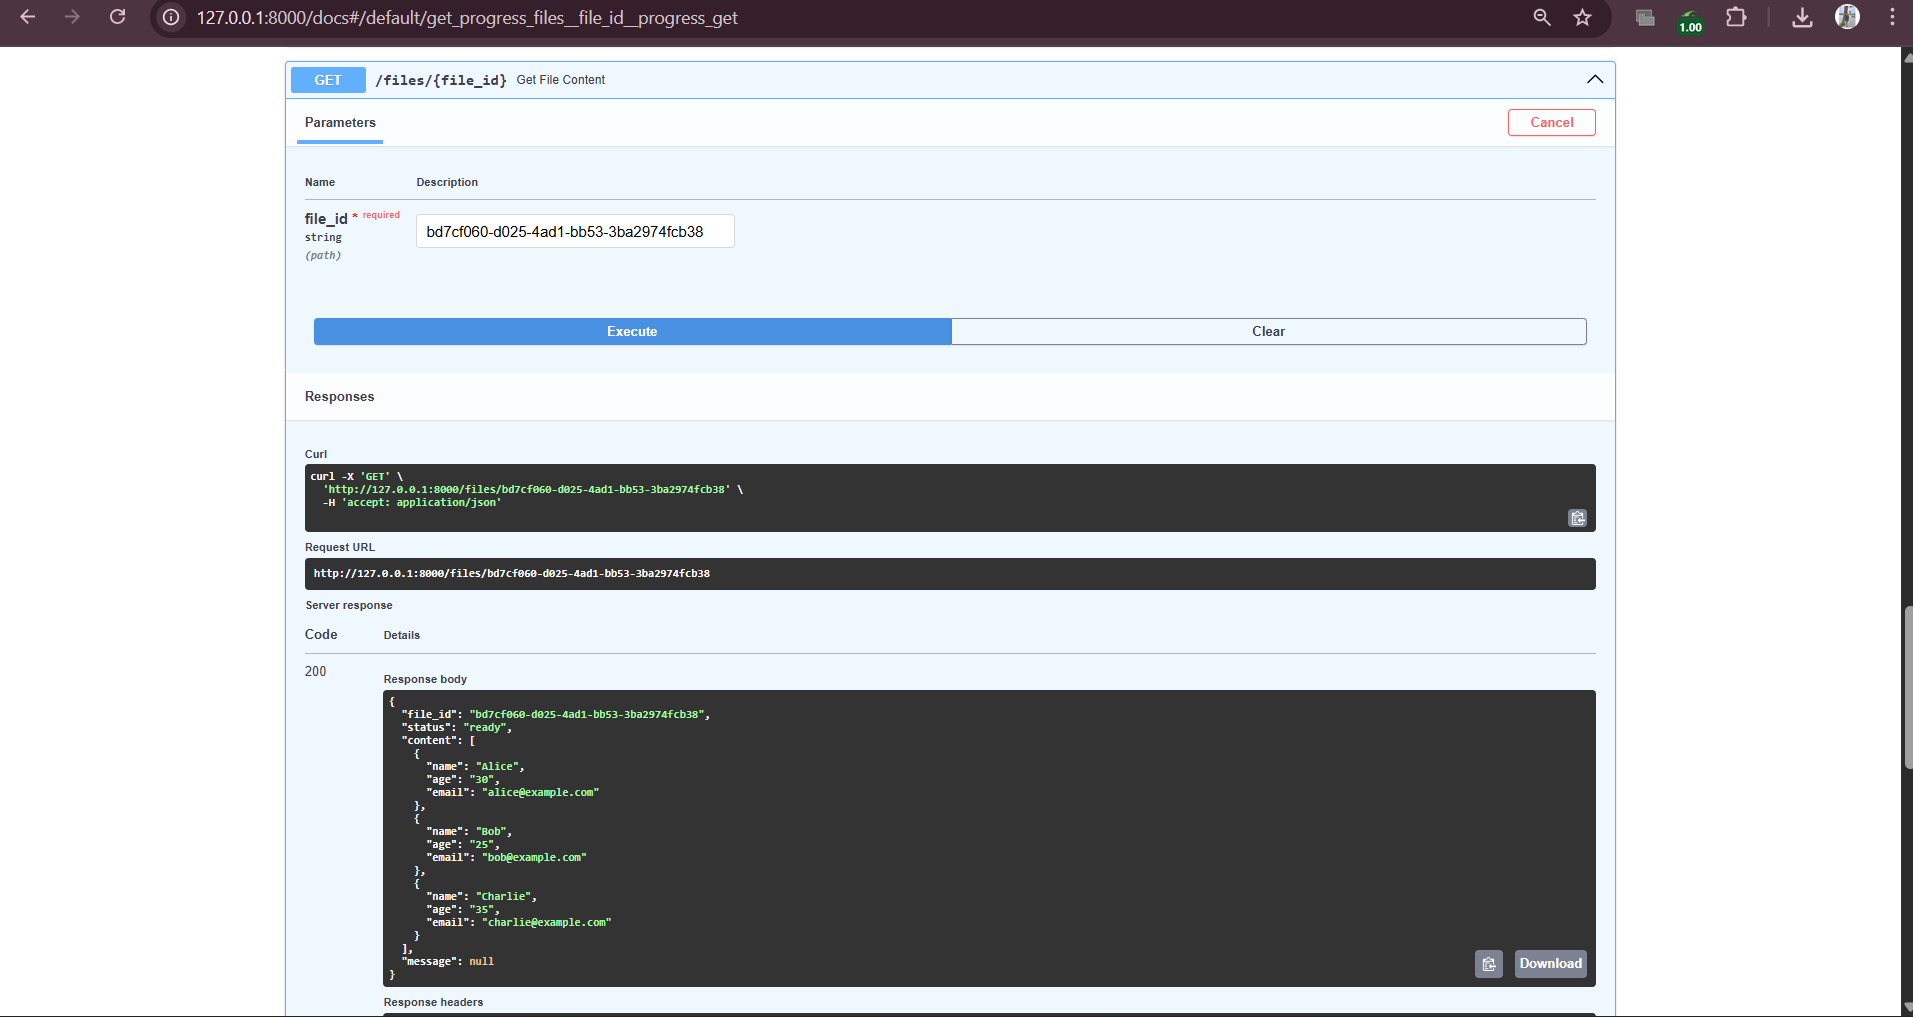 127.0.0.1:8000/docs#/default/get_progress_files__file_id__progress_get
1.00
GET /files/{file_id} Get File Content
Parameters
Cancel
Name Description
file_id * required
string
(path)
bd7cf060-d025-4ad1-bb53-3ba2974fcb38
Execute Clear
Responses
Curl
curl -X 'GET' \
'http://127.0.0.1:8000/files/bd7cf060-d025-4ad1-bb53-3ba2974fcb38' \
-H 'accept: application/json'
Request URL
http://127.0.0.1:8000/files/bd7cf060-d025-4ad1-bb53-3ba2974fcb38
Server response
Code Details
200
Response body
{
"file_id": "bd7cf060-d025-4ad1-bb53-3ba2974fcb38",
"status": "ready",
"content": [
{
"name": "Alice",
"age": "30",
"email": "alice@example.com"
},
{
"name": "Bob",
"age": "25",
"email": "bob@example.com"
},
{
"name": "Charlie",
"age": "35",
"email": "charlie@example.com"
}
],
"message": null
}
Download
Response headers